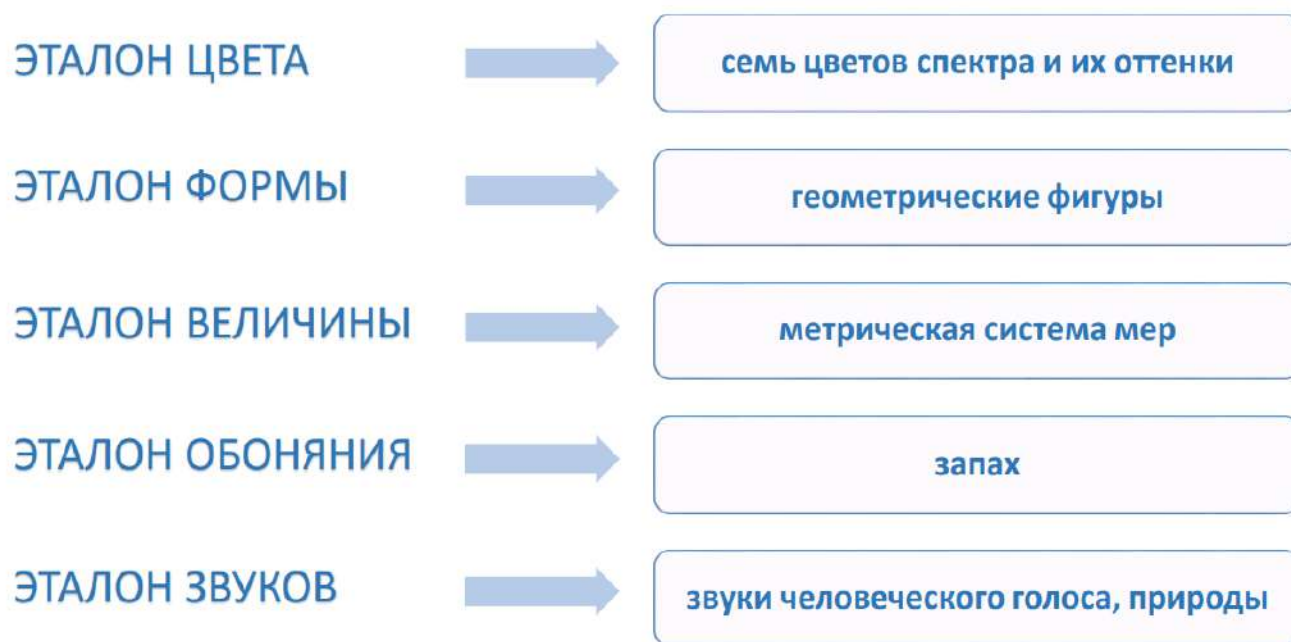 ЭТАЛОН ЦВЕТА
семь цветов спектра и их оттенки
ЭТАЛОН ФОРМЫ
геометрические фигуры
ЭТАЛОН ВЕЛИЧИНЫ
метрическая система мер
ЭТАЛОН ОБОНЯНИЯ
запах
ЭТАЛОН ЗВУКОВ
звуки человеческого голоса, природы